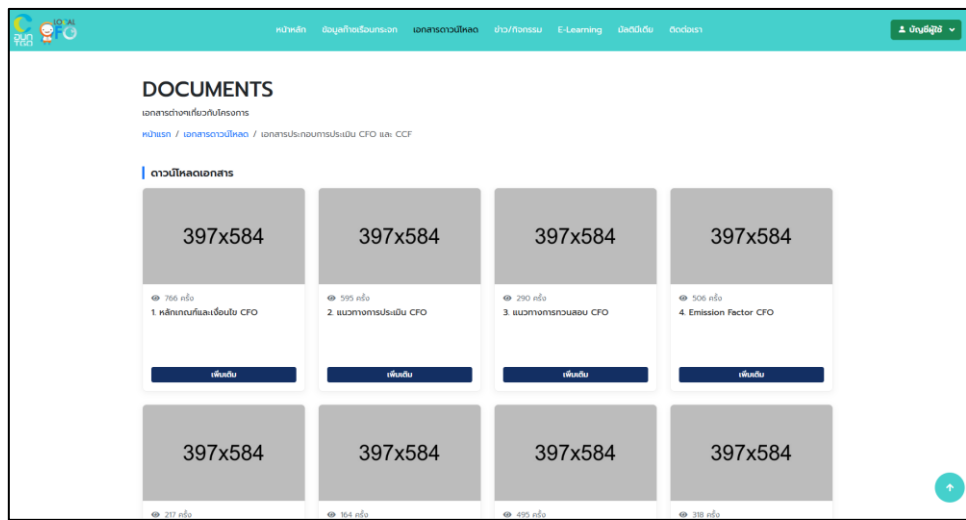 LOCAL
CFO
อบก
TGO
หน้าหลัก ข้อมูลก๊าซเรือนกระจก เอกสารดาวน์โหลด ข่าว/กิจกรรม E-Learning มัลติมีเดีย ติดต่อเรา
บัญชีผู้ใช้
DOCUMENTS
เอกสารต่างๆเกี่ยวกับโครงการ
หน้าแรก / เอกสารดาวน์โหลด / เอกสารประกอบการประเมิน CFO และ CCF
ดาวน์โหลดเอกสาร
397x584 397x584 397x584 397x584
766 ครั้ง 595 ครั้ง 290 ครั้ง 506 ครั้ง
1. หลักเกณฑ์และเงื่อนไข CFO 2. แนวทางการประเมิน CFO 3. แนวทางการทวนสอบ CFO 4. Emission Factor CFO
เพิ่มเติม เพิ่มเติม เพิ่มเติม เพิ่มเติม
397x584 397x584 397x584 397x584
217 ครั้ง 164 ครั้ง 495 ครั้ง 318 ครั้ง